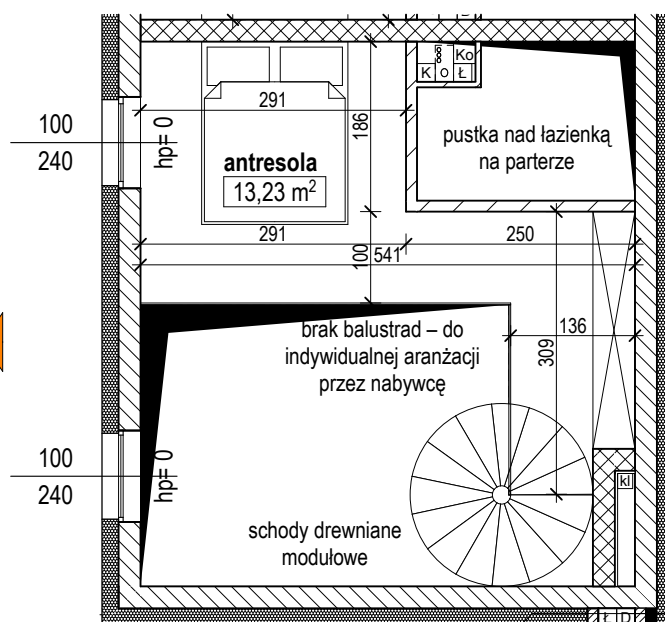 Ko
K O Ł
100
240
hp= 0
291
186
pustka nad łazienką
na parterze
antresola
13,23 m²
291
250
100
541
brak balustrad – do
indywidualnej aranżacji
przez nabywcę
136
309
100
240
hp= 0
kl
schody drewniane
modułowe
Ł D